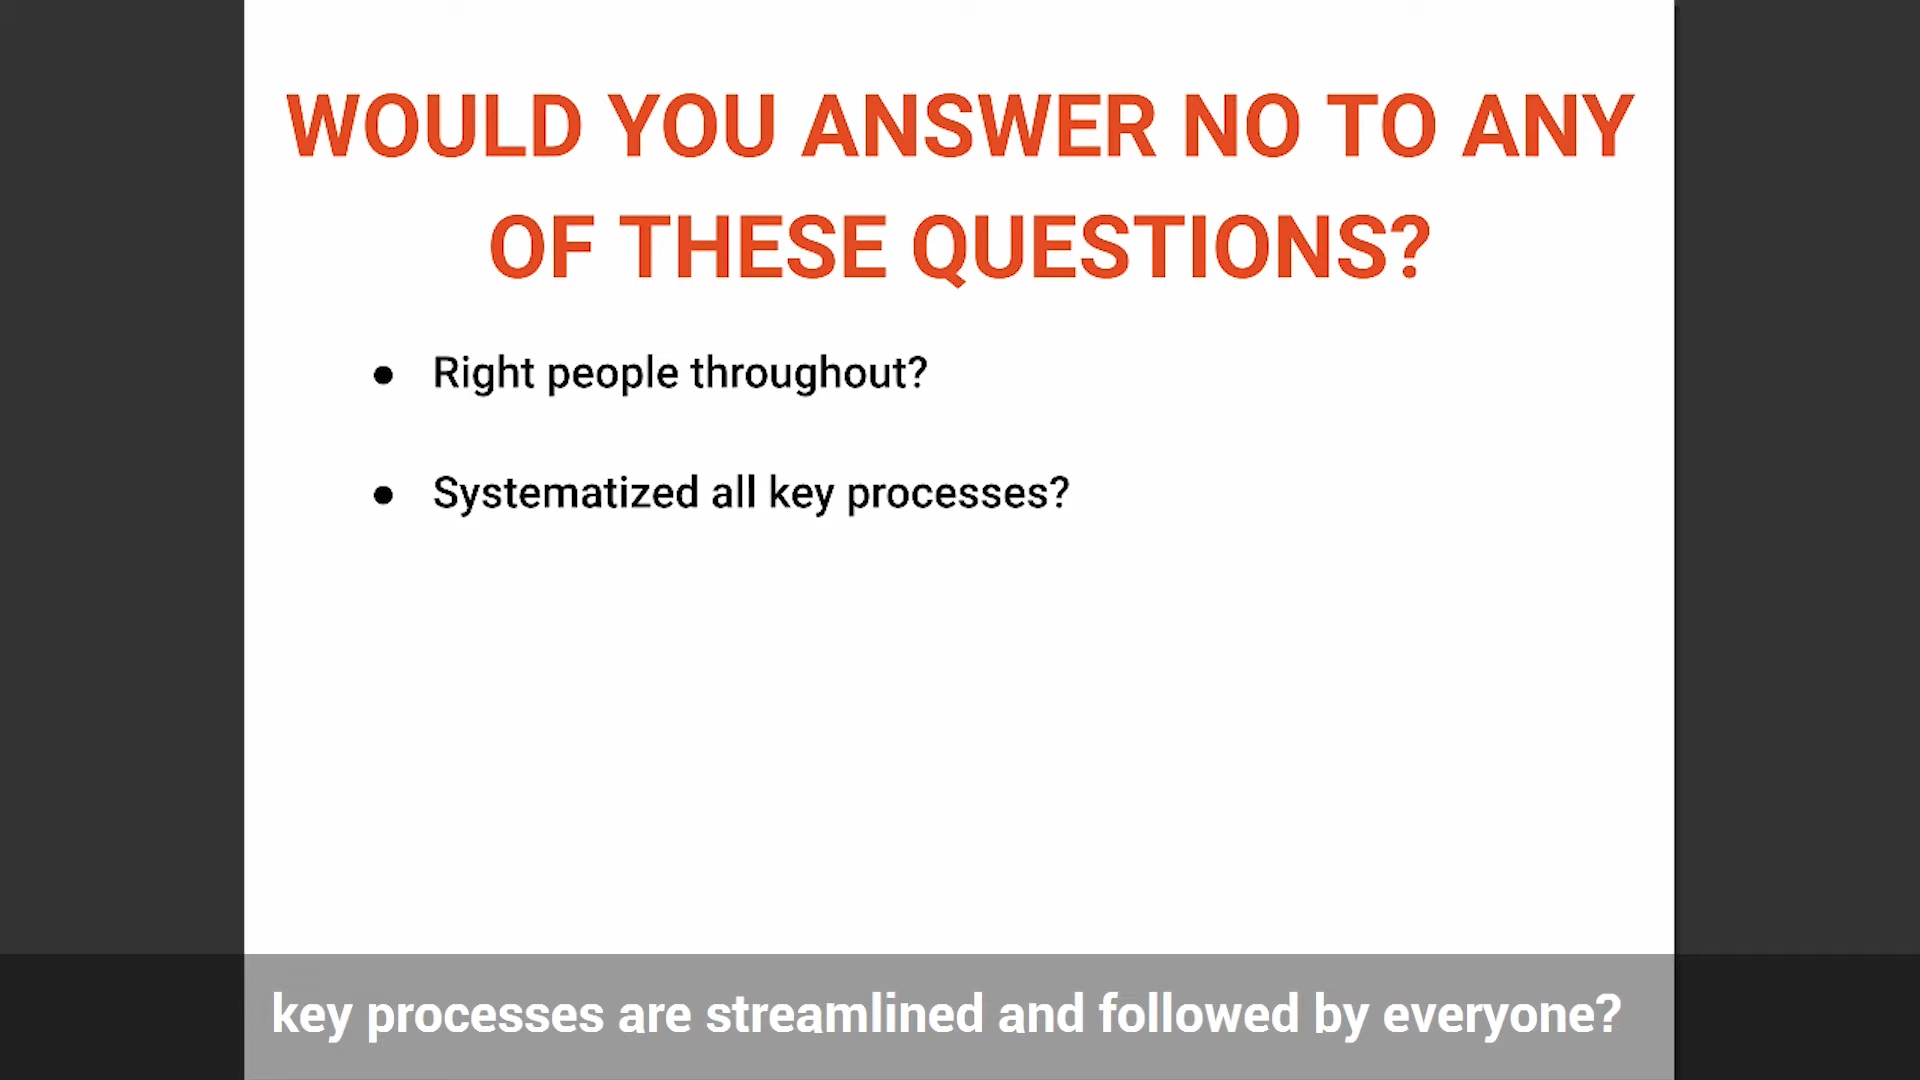 WOULD YOU ANSWER NO TO ANY
OF THESE QUESTIONS?
● Right people throughout?
● Systematized all key processes?
key processes are streamlined and followed by everyone?